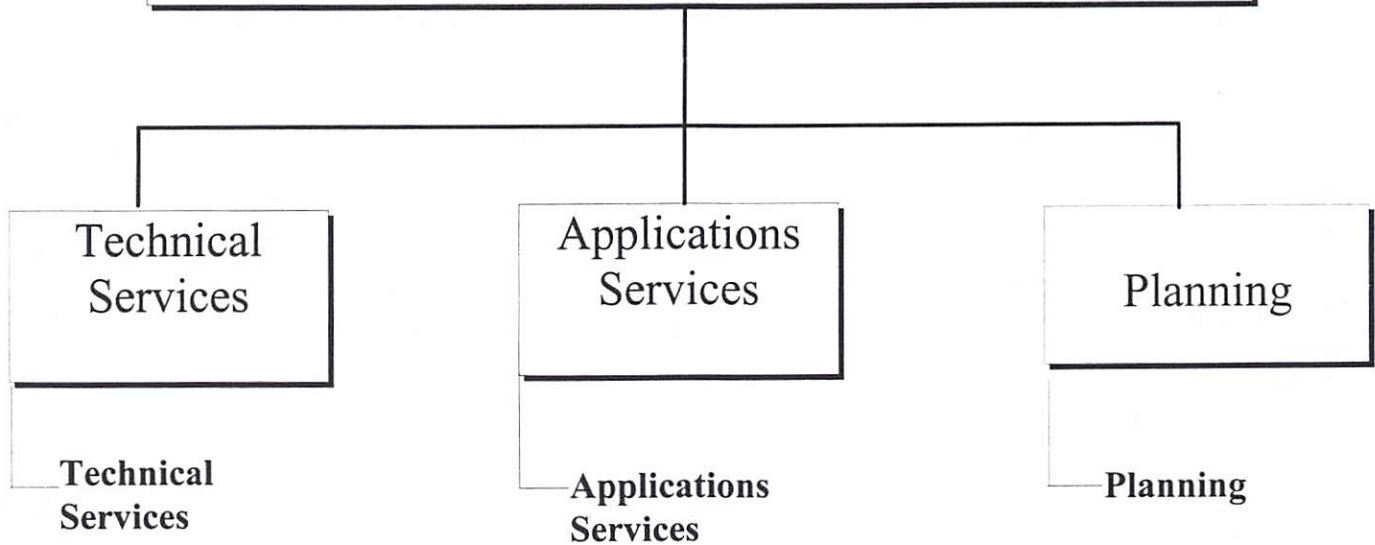 Technical
Services
Applications
Services
Planning
Technical
Services
Applications
Services
Planning